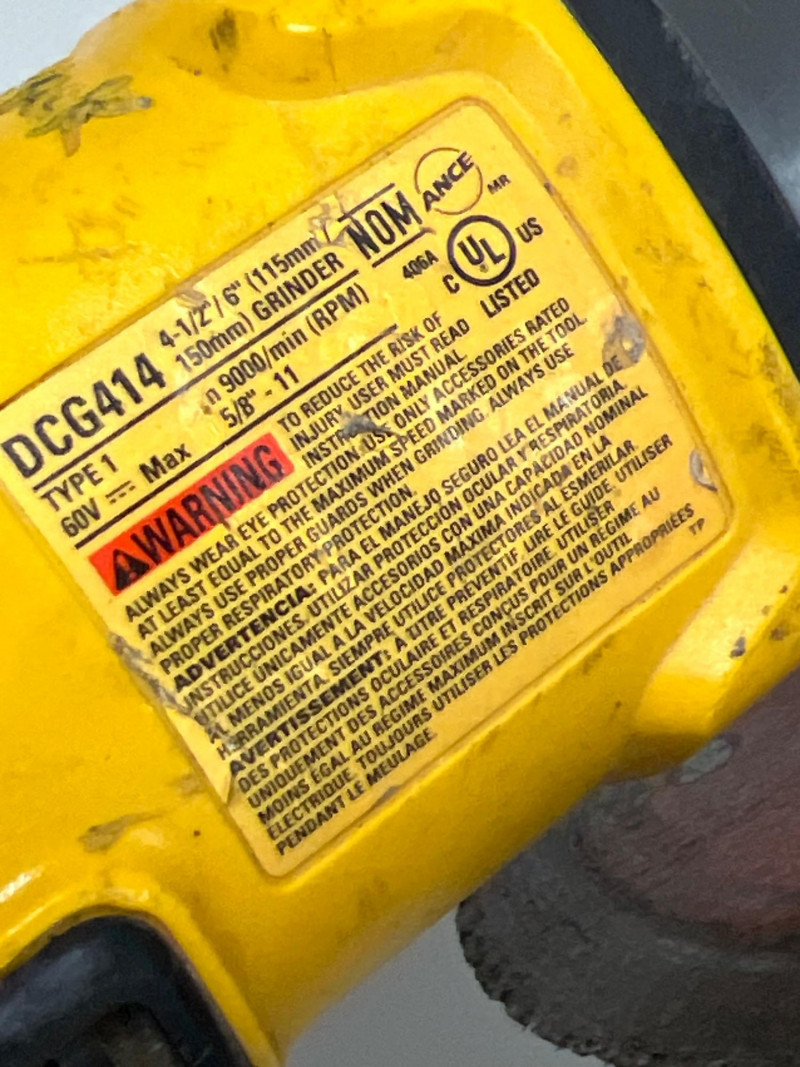 DCG414
4-1/2"/6" (115mm/
150mm) GRINDER
NOM
ANCE
MR
TYPE 1
n 9000/min (RPM)
406A
C UL US
®
LISTED
60V ⎓ Max
5/8" - 11
WARNING
TO REDUCE THE RISK OF
INJURY USER MUST READ
INSTRUCTION MANUAL.
ALWAYS WEAR EYE PROTECTION. USE ONLY ACCESSORIES RATED
AT LEAST EQUAL TO THE MAXIMUM SPEED MARKED ON THE TOOL.
ALWAYS USE PROPER GUARDS WHEN GRINDING. ALWAYS USE
PROPER RESPIRATORY PROTECTION.
ADVERTENCIA: PARA EL MANEJO SEGURO LEA EL MANUAL DE
INSTRUCCIONES. UTILIZAR PROTECCIÓN OCULAR Y RESPIRATORIA.
UTILICE ÚNICAMENTE ACCESORIOS CON UNA CAPACIDAD NOMINAL
AL MENOS IGUAL A LA VELOCIDAD MÁXIMA INDICADA EN LA
HERRAMIENTA. SIEMPRE UTILICE PROTECTORES AL ESMERILAR.
AVERTISSEMENT: À TITRE PRÉVENTIF, LIRE LE GUIDE. UTILISER
DES PROTECTIONS OCULAIRE ET RESPIRATOIRE UTILISER
UNIQUEMENT DES ACCESSOIRES CONÇUS POUR UN RÉGIME AU
MOINS ÉGAL AU RÉGIME MAXIMUM INSCRIT SUR L'OUTIL
ÉLECTRIQUE. TOUJOURS UTILISER LES PROTECTIONS APPROPRIÉES
PENDANT LE MEULAGE.
TP